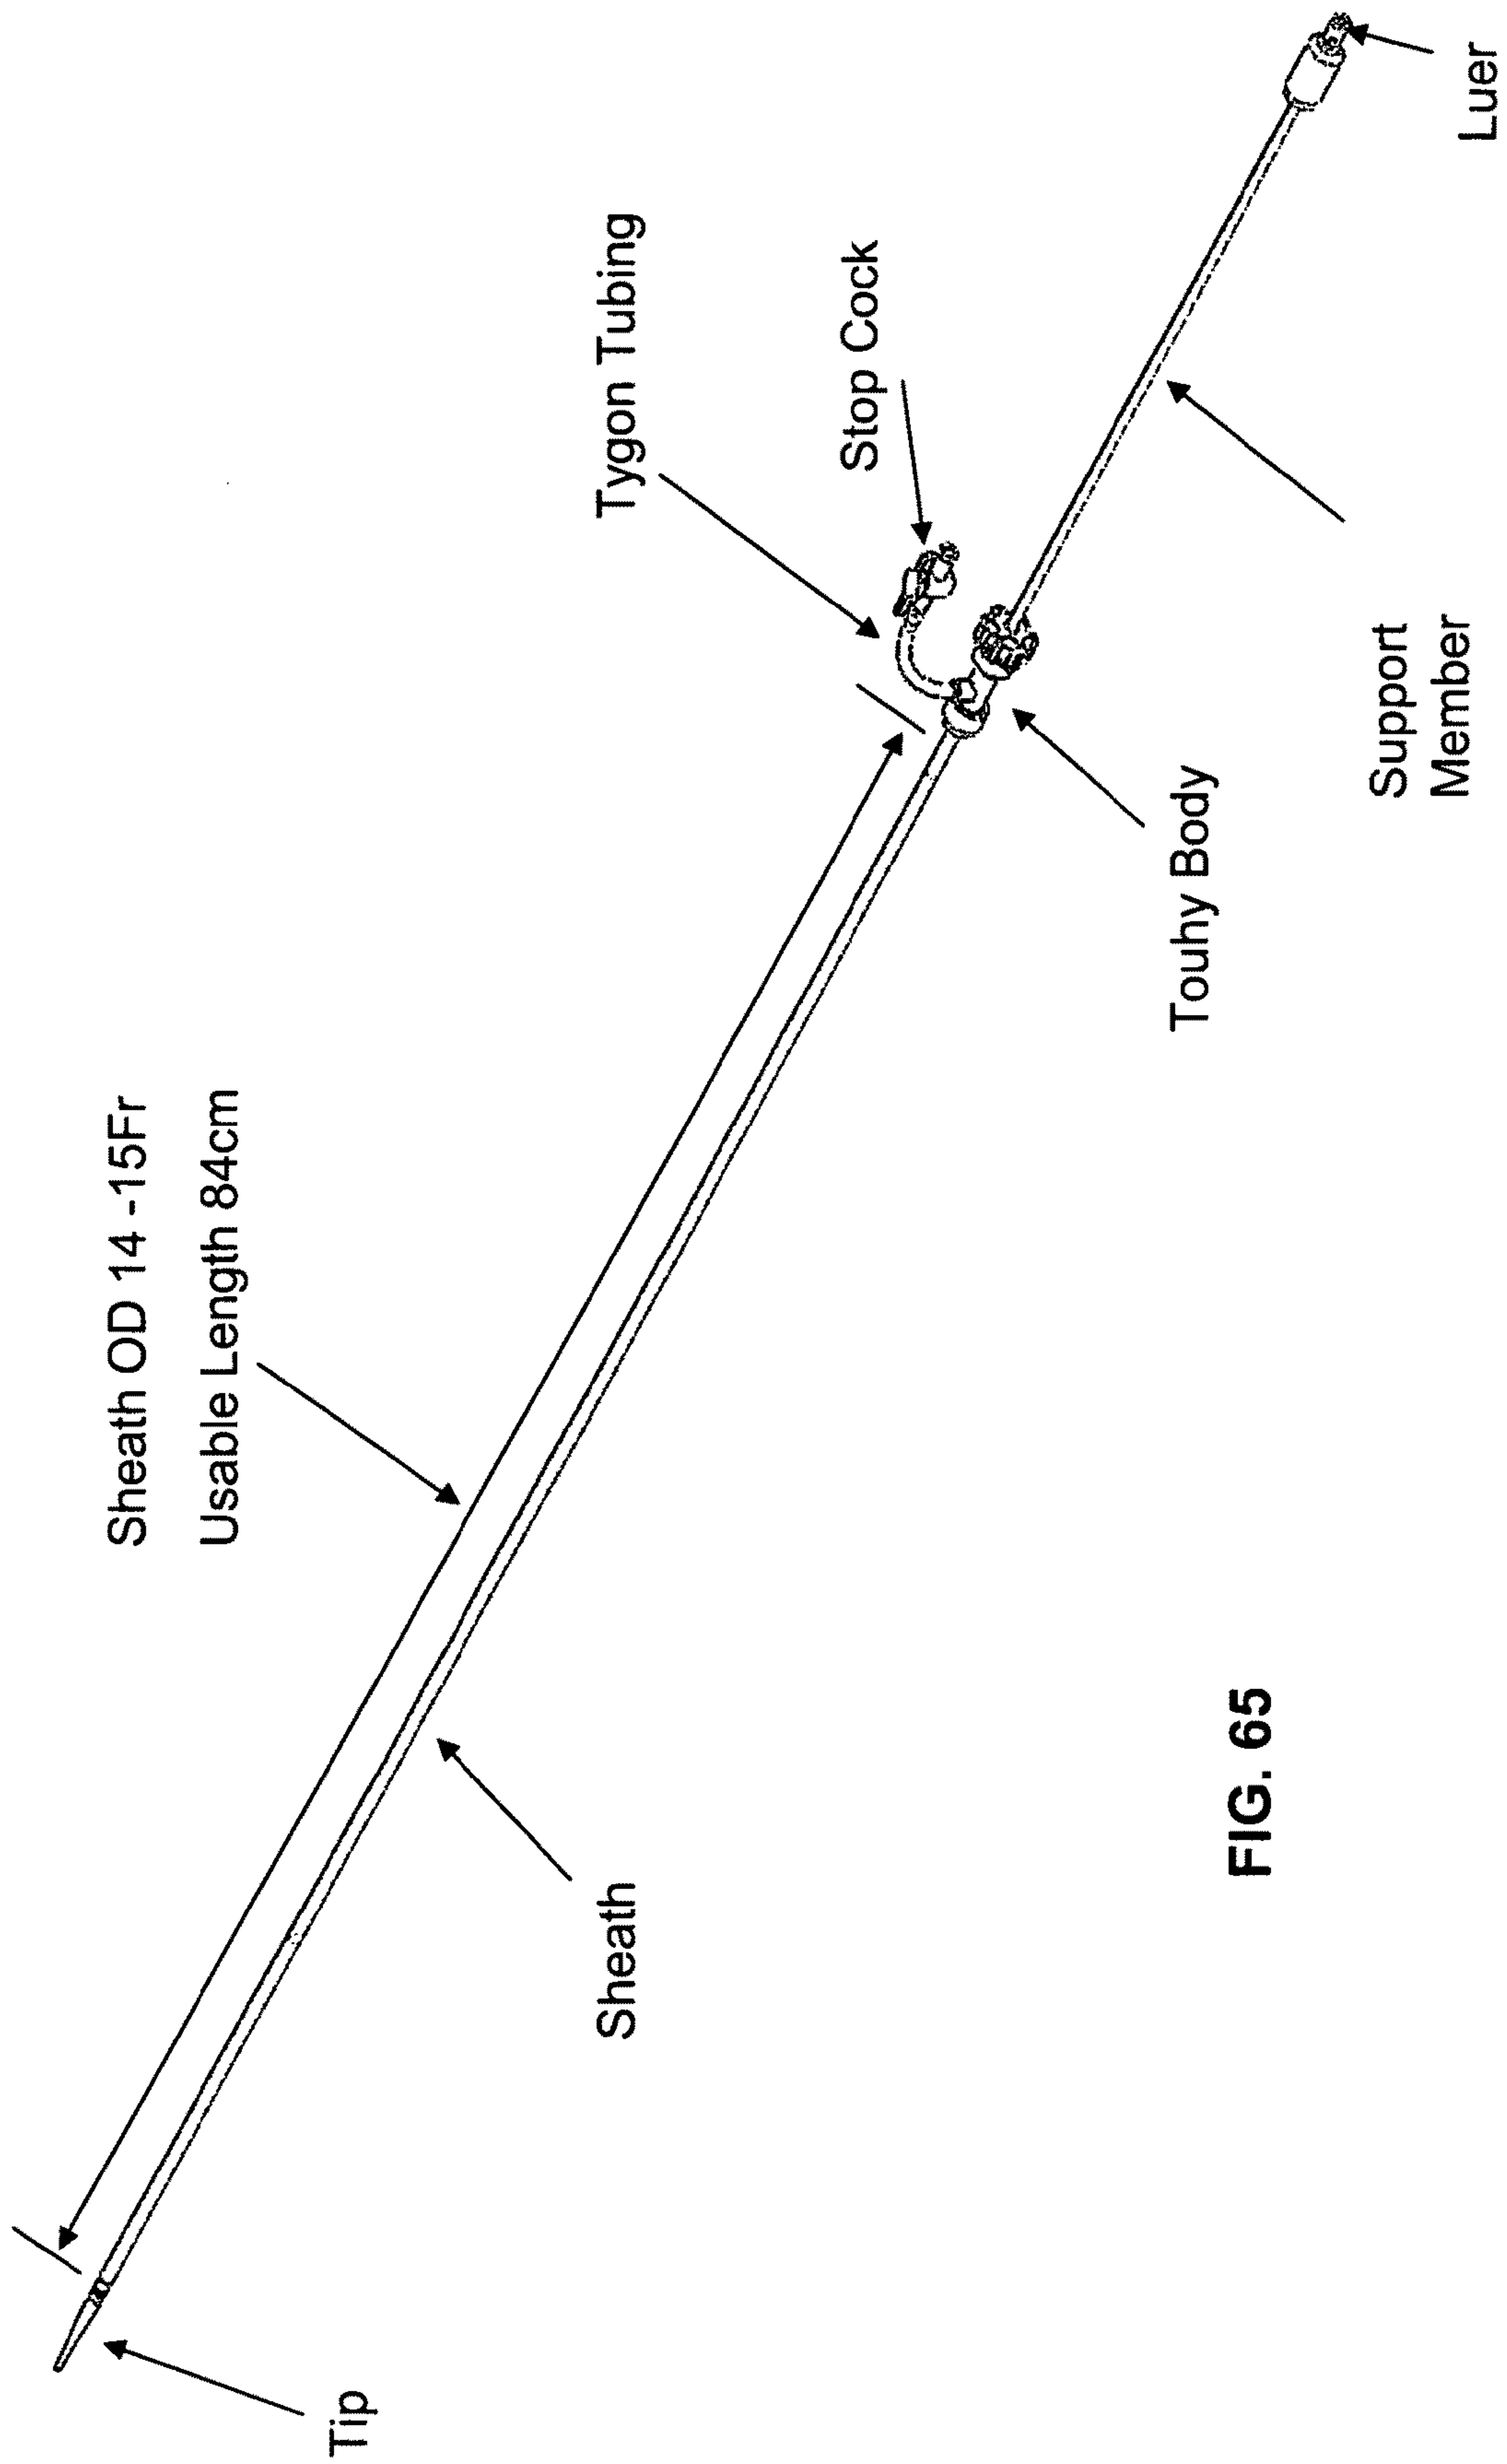 Sheath OD 14 -15Fr
Usable Length 84cm
Tygon Tubing
Stop Cock
Tip
Sheath
Touhy Body
Support
Member
Luer
FIG. 65